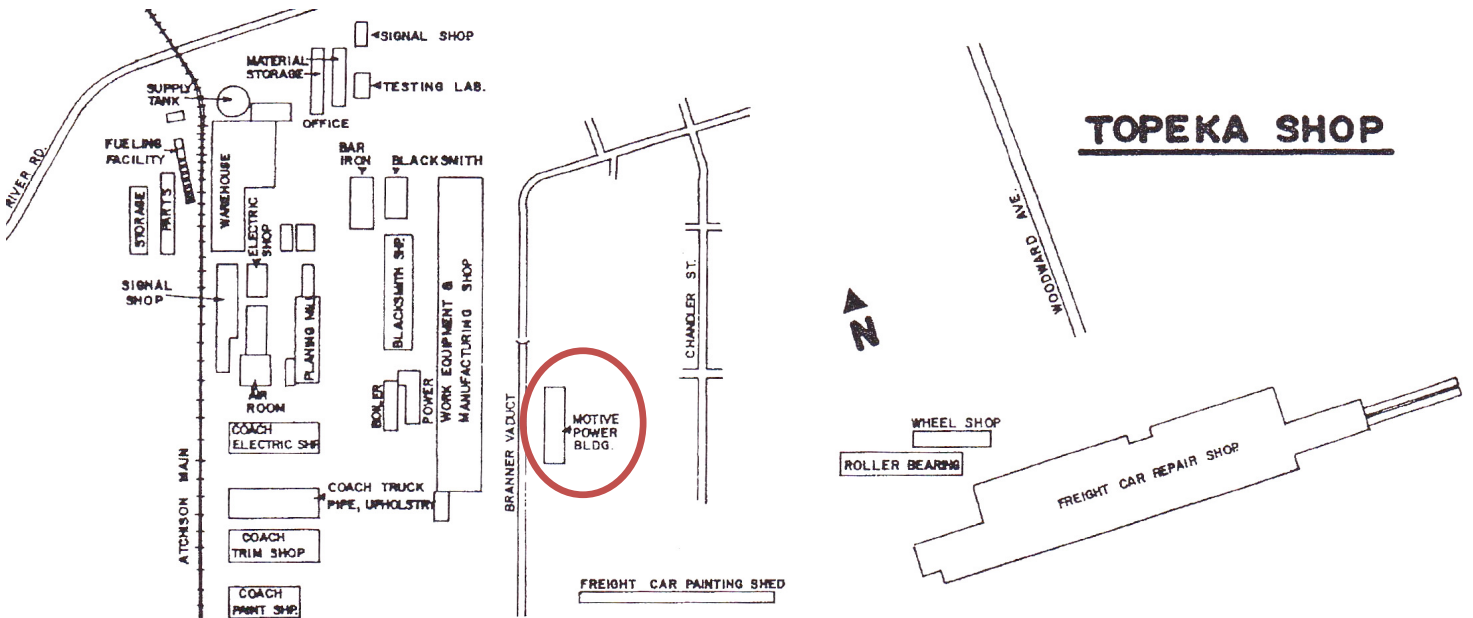 SIGNAL SHOP
MATERIAL
STORAGE
TESTING LAB.
SUPPLY
TANK
OFFICE
FUELING
FACILITY
RIVER RD.
BAR
IRON
BLACKSMITH
STORAGE
PARTS
WAREHOUSE
ELECTRIC
SHOP
SIGNAL
SHOP
PLANING MILL
BLACKSMITH SHP.
WORK EQUIPMENT &
MANUFACTURING SHOP
AIR
ROOM
BOILER
POWER
COACH
ELECTRIC SHP.
COACH TRUCK
PIPE, UPHOLSTRY
COACH
TRIM SHOP
COACH
PAINT SHP.
ATCHISON MAIN
BRANNER VADUCT
MOTIVE
POWER
BLDG.
CHANDLER ST.
FREIGHT CAR PAINTING SHED
TOPEKA SHOP
WOODWARD AVE.
N
WHEEL SHOP
ROLLER BEARING
FREIGHT CAR REPAIR SHOP